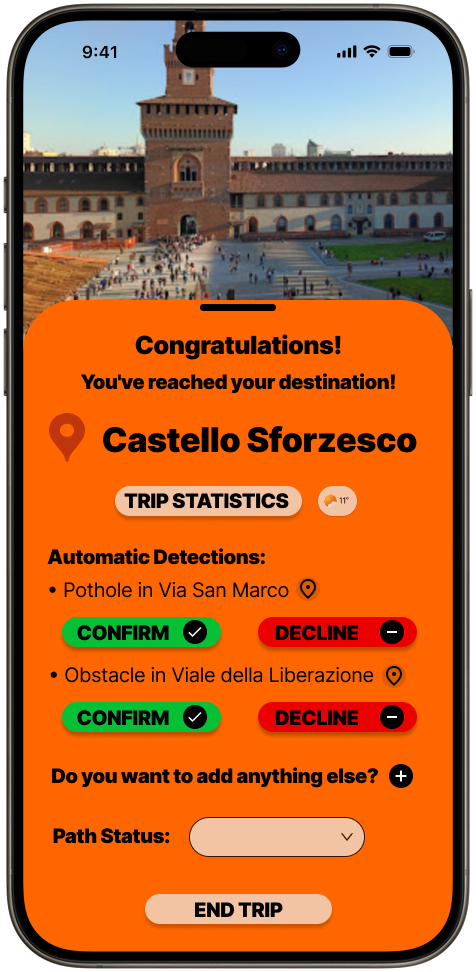 9:41
Congratulations!
You've reached your destination!
Castello Sforzesco
TRIP STATISTICS
11°
Automatic Detections:
• Pothole in Via San Marco
CONFIRM DECLINE
• Obstacle in Viale della Liberazione
CONFIRM DECLINE
Do you want to add anything else?
Path Status:
END TRIP